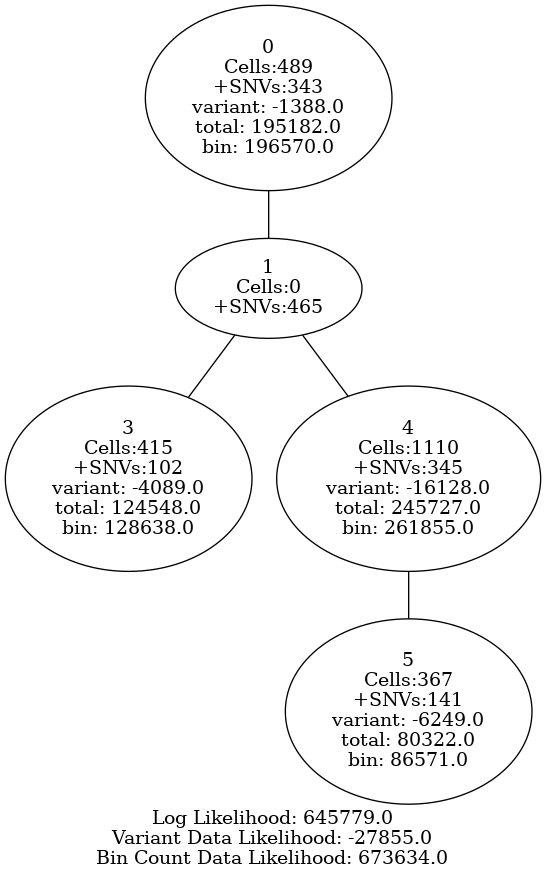 0
Cells:489
+SNVs:343
variant: -1388.0
total: 195182.0
bin: 196570.0
1
Cells:0
+SNVs:465
3
Cells:415
+SNVs:102
variant: -4089.0
total: 124548.0
bin: 128638.0
4
Cells:1110
+SNVs:345
variant: -16128.0
total: 245727.0
bin: 261855.0
5
Cells:367
+SNVs:141
variant: -6249.0
total: 80322.0
bin: 86571.0
Log Likelihood: 645779.0
Variant Data Likelihood: -27855.0
Bin Count Data Likelihood: 673634.0